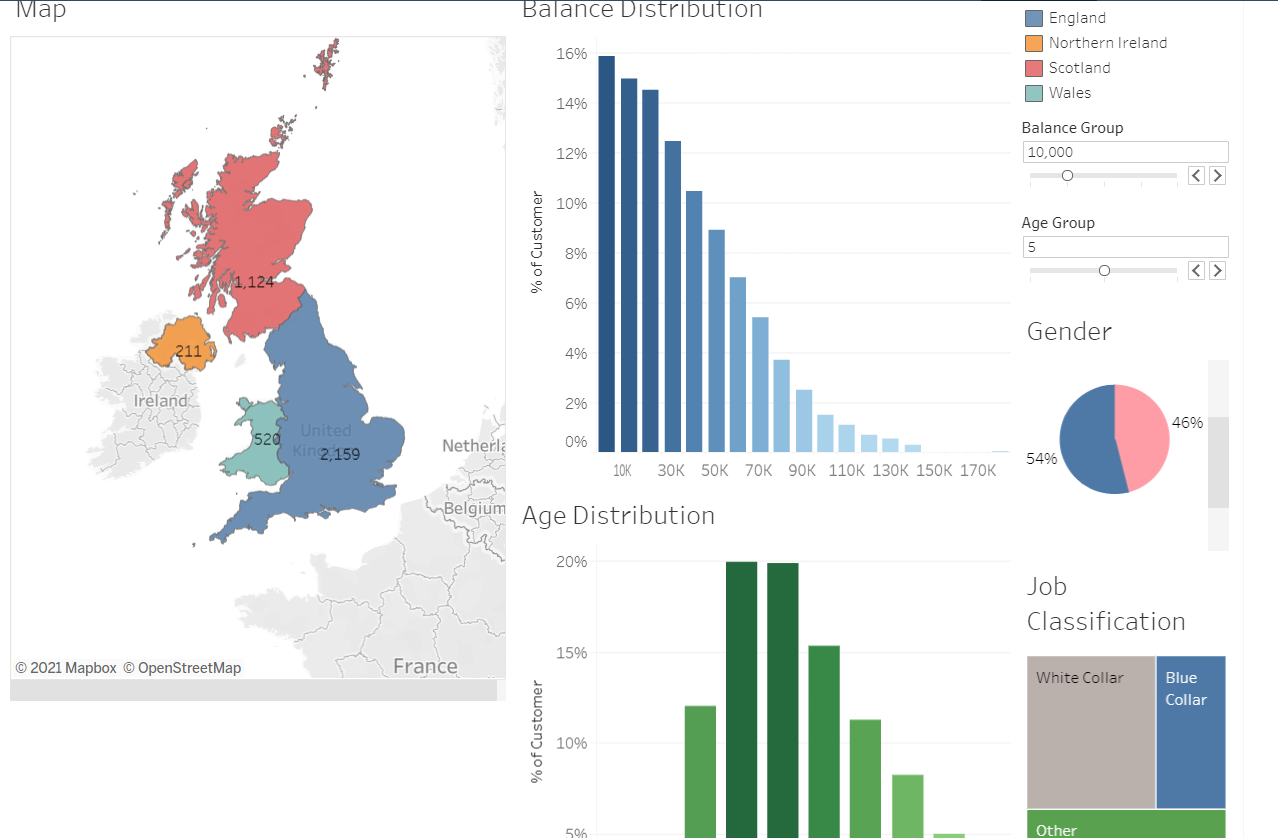 Map
1,124
211
Ireland
520
United
2,159
Netherla
Belgium
France
© 2021 Mapbox © OpenStreetMap
Balance Distribution
% of Customer
16%
14%
12%
10%
8%
6%
4%
2%
0%
10K 30K 50K 70K 90K 110K 130K 150K 170K
Age Distribution
% of Customer
20%
15%
10%
5%
England
Northern Ireland
Scotland
Wales
Balance Group
10,000
Age Group
5
Gender
46%
54%
Job
Classification
White Collar
Blue
Collar
Other